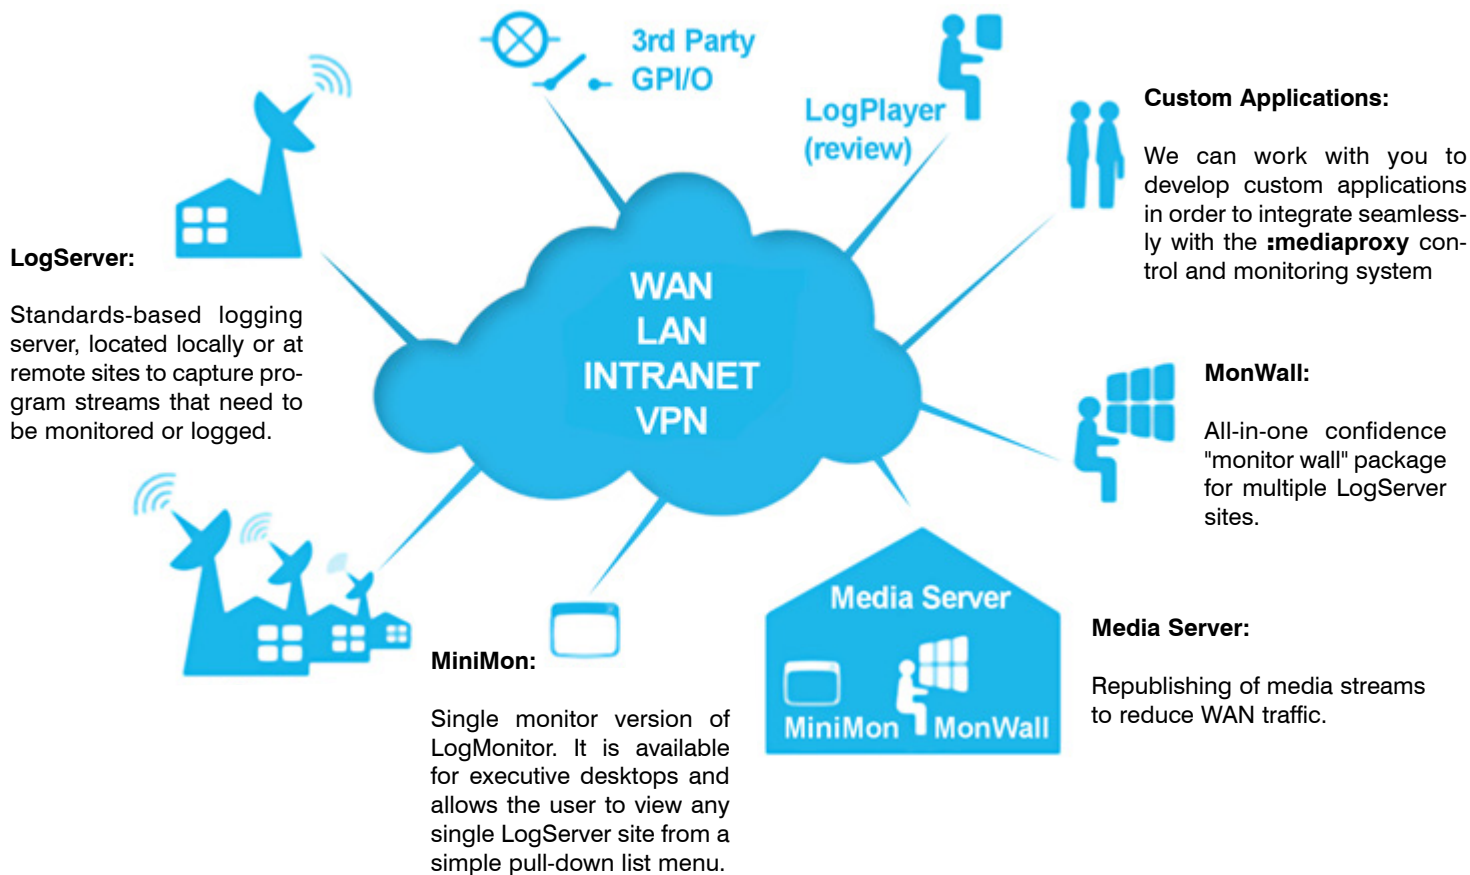 3rd Party
GPI/O
LogPlayer
(review)
Custom Applications:
We can work with you to
develop custom applications
in order to integrate seamless-
ly with the :mediaproxy con-
trol and monitoring system
LogServer:
Standards-based logging
server, located locally or at
remote sites to capture pro-
gram streams that need to
be monitored or logged.
WAN
LAN
INTRANET
VPN
MonWall:
All-in-one confidence
"monitor wall" package
for multiple LogServer
sites.
MiniMon:
Single monitor version of
LogMonitor. It is available
for executive desktops and
allows the user to view any
single LogServer site from a
simple pull-down list menu.
Media Server
MiniMon
MonWall
Media Server:
Republishing of media streams
to reduce WAN traffic.